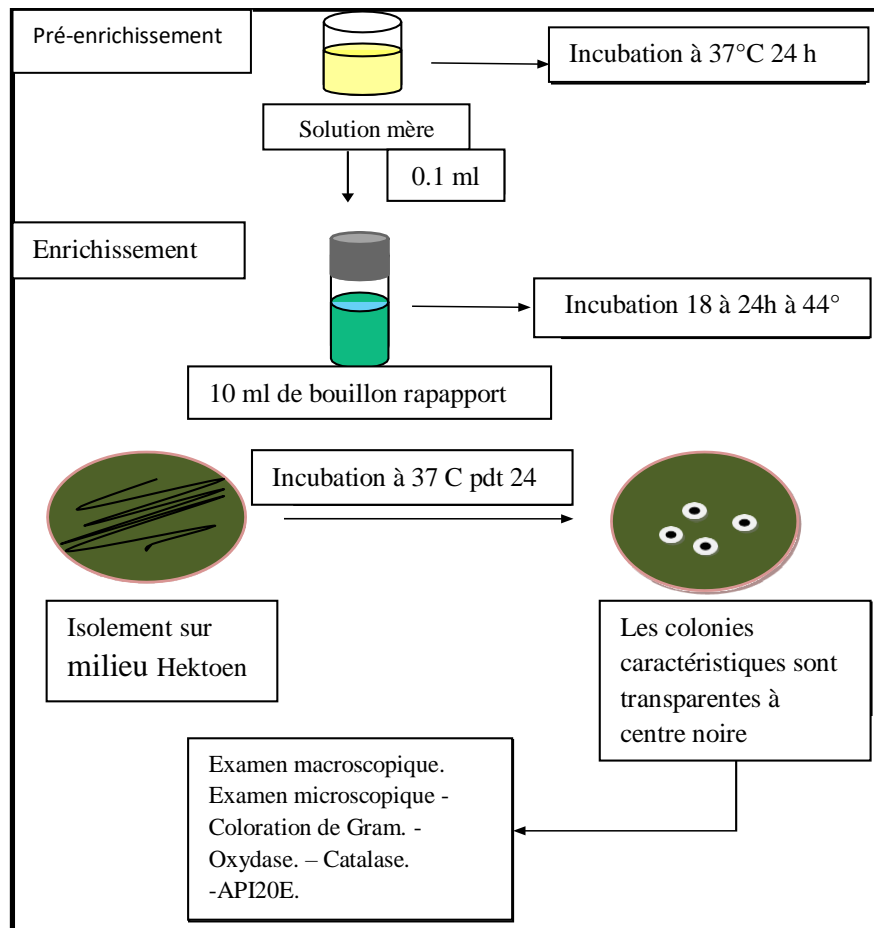 Pré-enrichissement
Incubation à 37°C 24 h
Solution mère
0.1 ml
Enrichissement
Incubation 18 à 24h à 44°
10 ml de bouillon rapapport
Incubation à 37 C pdt 24
Isolement sur
milieu Hektoen
Les colonies
caractéristiques sont
transparentes à
centre noire
Examen macroscopique.
Examen microscopique -
Coloration de Gram. -
Oxydase. – Catalase.
-API20E.